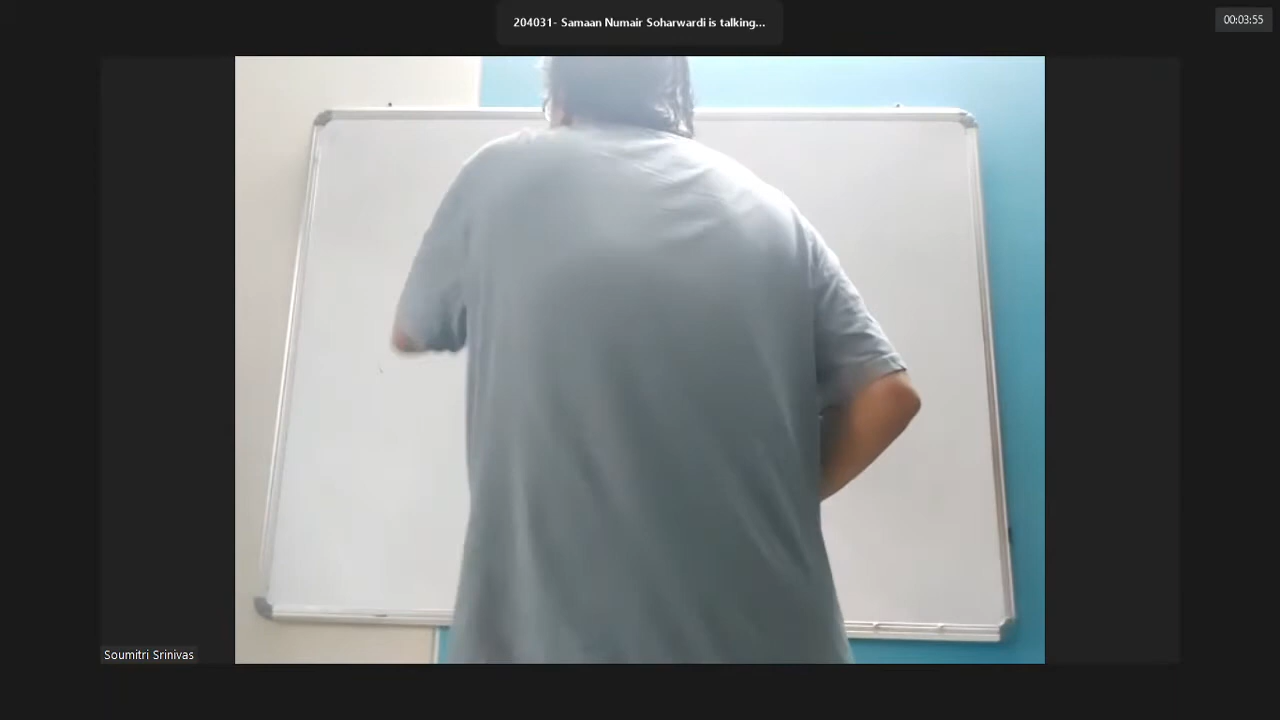 204031- Samaan Numair Soharwardi is talking...
00:03:55
Soumitri Srinivas